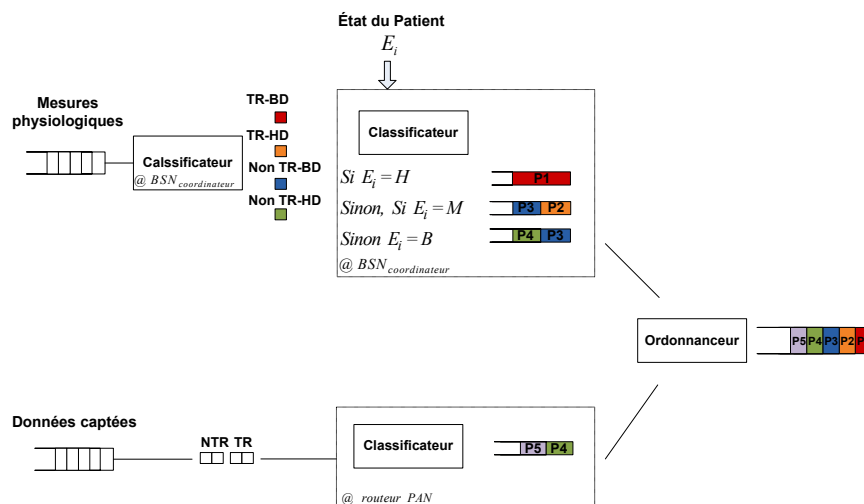 État du Patient
E_i
Mesures physiologiques
Calssificateur
@ BSN_coordinateur
TR-BD
TR-HD
Non TR-BD
Non TR-HD
Classificateur
Si E_i = H
P1
Sinon, Si E_i = M
P3 P2
Sinon E_i = B
P4 P3
@ BSN_coordinateur
Ordonnanceur
P5 P4 P3 P2 P
Données captées
NTR TR
Classificateur
P5 P4
@ routeur PAN